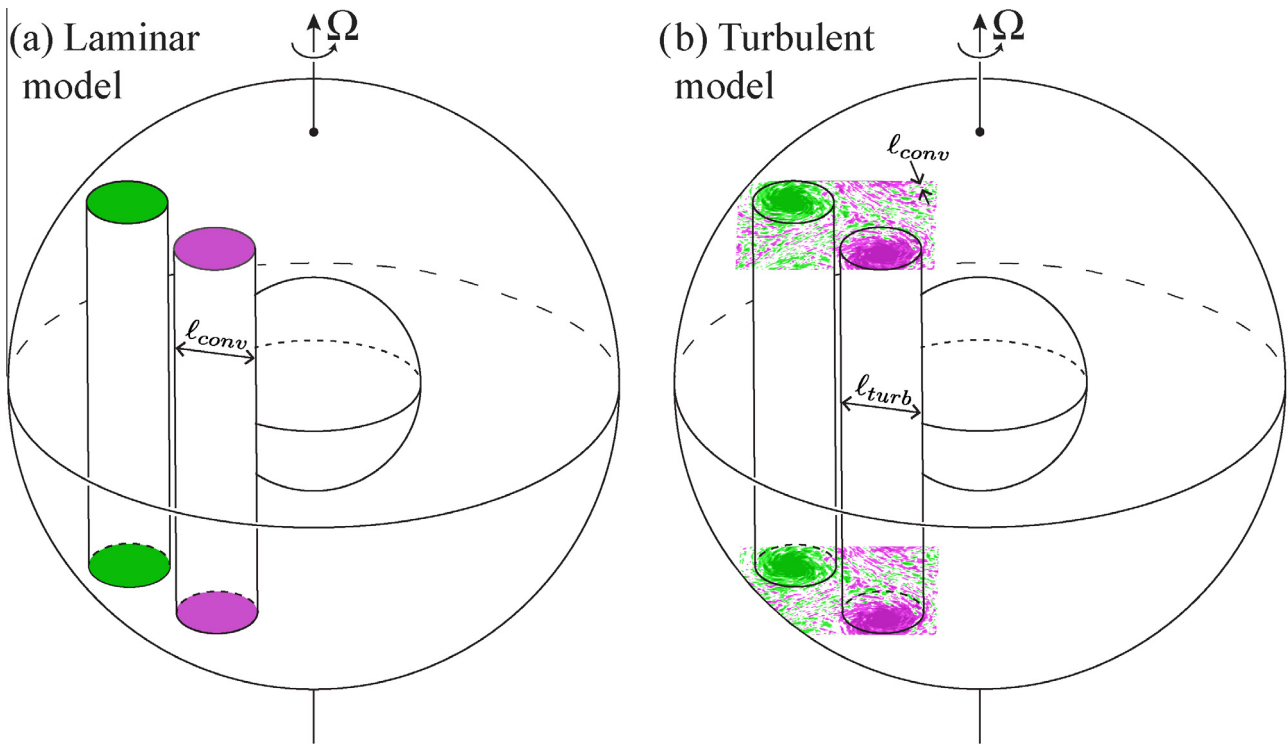 (a) Laminar
model
Ω
ℓconv
(b) Turbulent
model
Ω
ℓconv
ℓturb